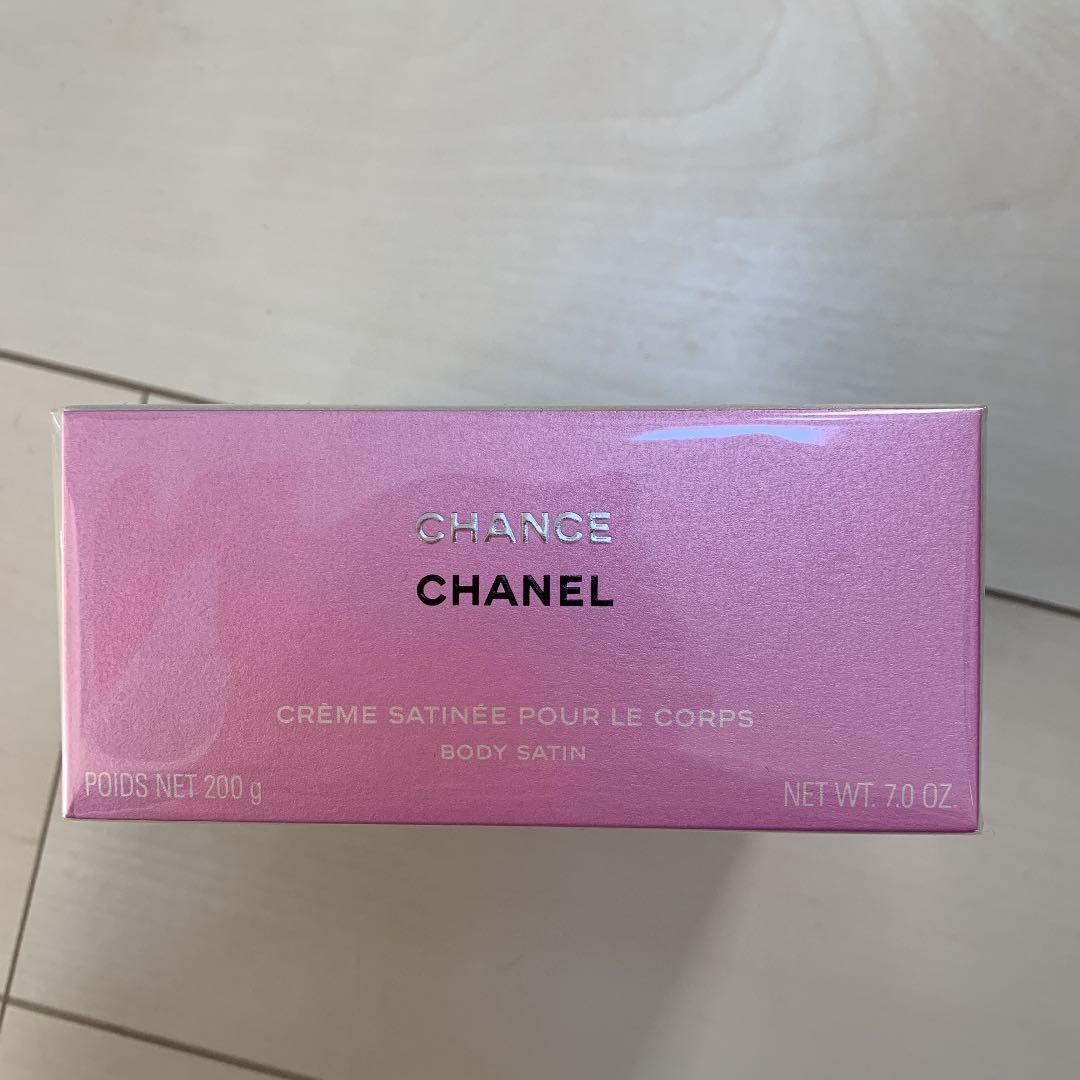 CHANCE
CHANEL
CRÈME SATINÉE POUR LE CORPS
BODY SATIN
POIDS NET 200 g
NET WT. 7.0 OZ.